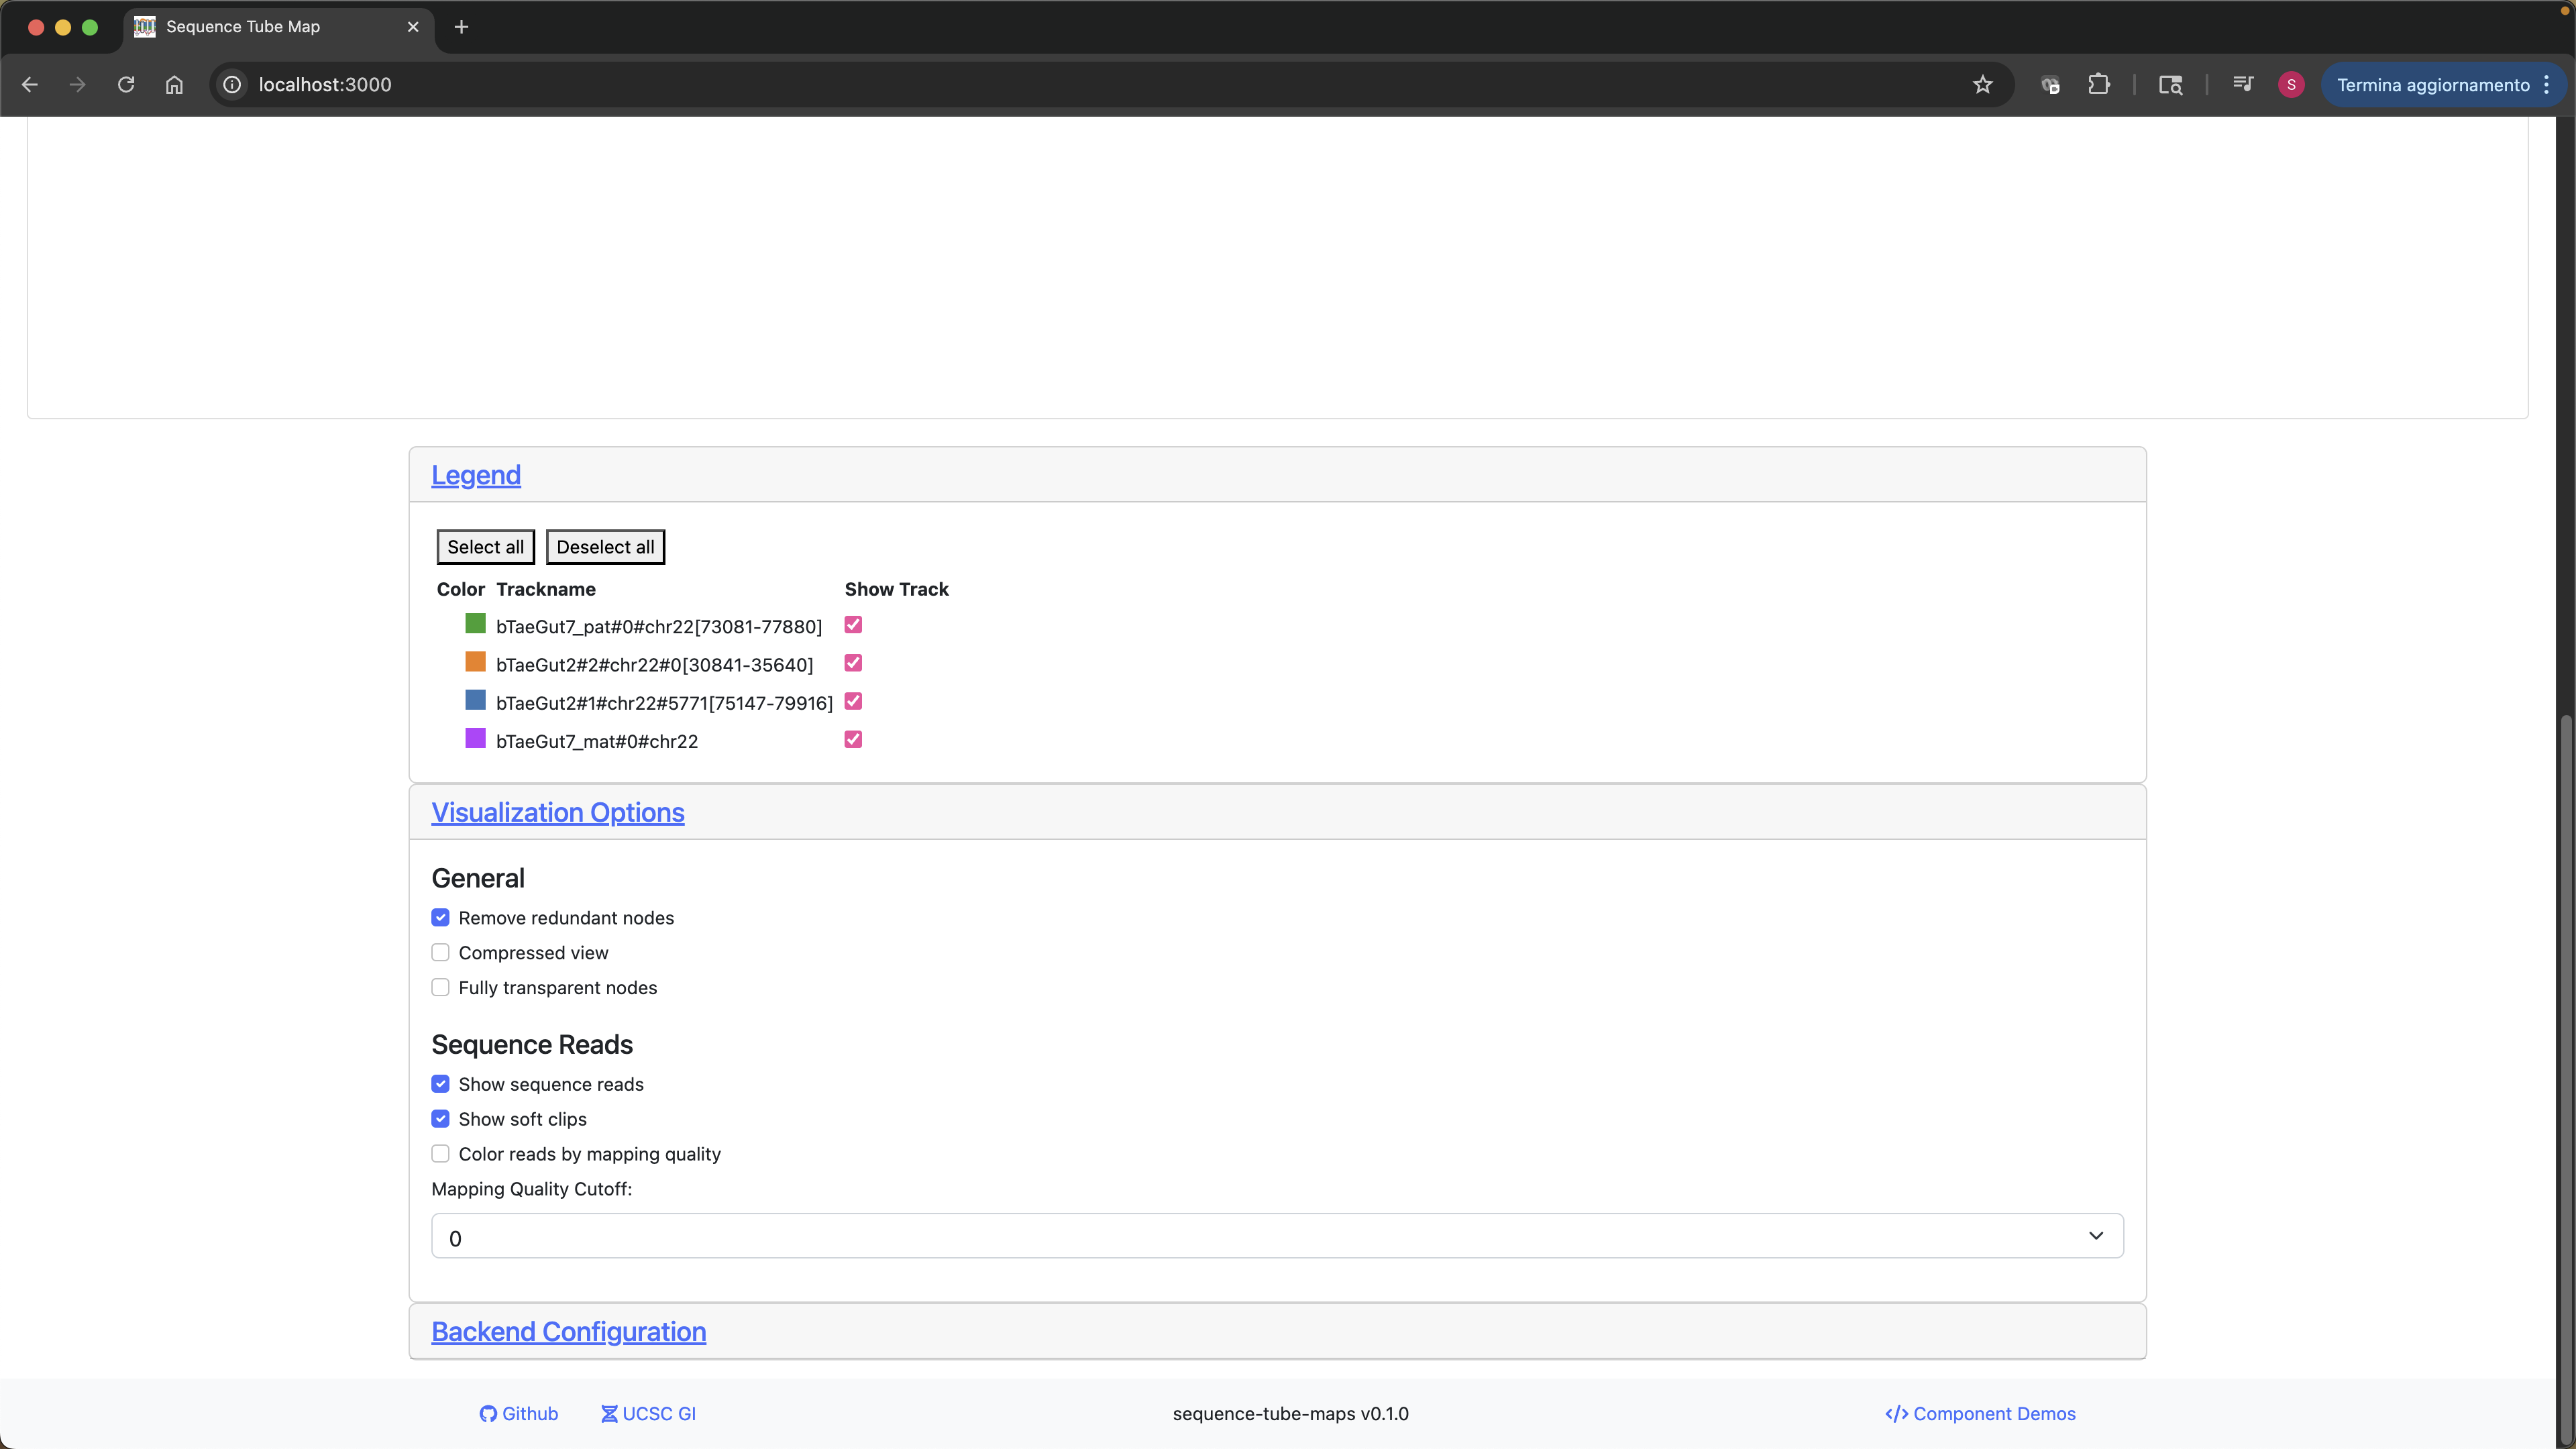 Sequence Tube Map
localhost:3000
S
Termina aggiornamento
Legend
Select all Deselect all
Color Trackname Show Track
bTaeGut7_pat#0#chr22[73081-77880]
bTaeGut2#2#chr22#0[30841-35640]
bTaeGut2#1#chr22#5771[75147-79916]
bTaeGut7_mat#0#chr22
Visualization Options
General
Remove redundant nodes
Compressed view
Fully transparent nodes
Sequence Reads
Show sequence reads
Show soft clips
Color reads by mapping quality
Mapping Quality Cutoff:
0
Backend Configuration
Github UCSC GI sequence-tube-maps v0.1.0 </> Component Demos